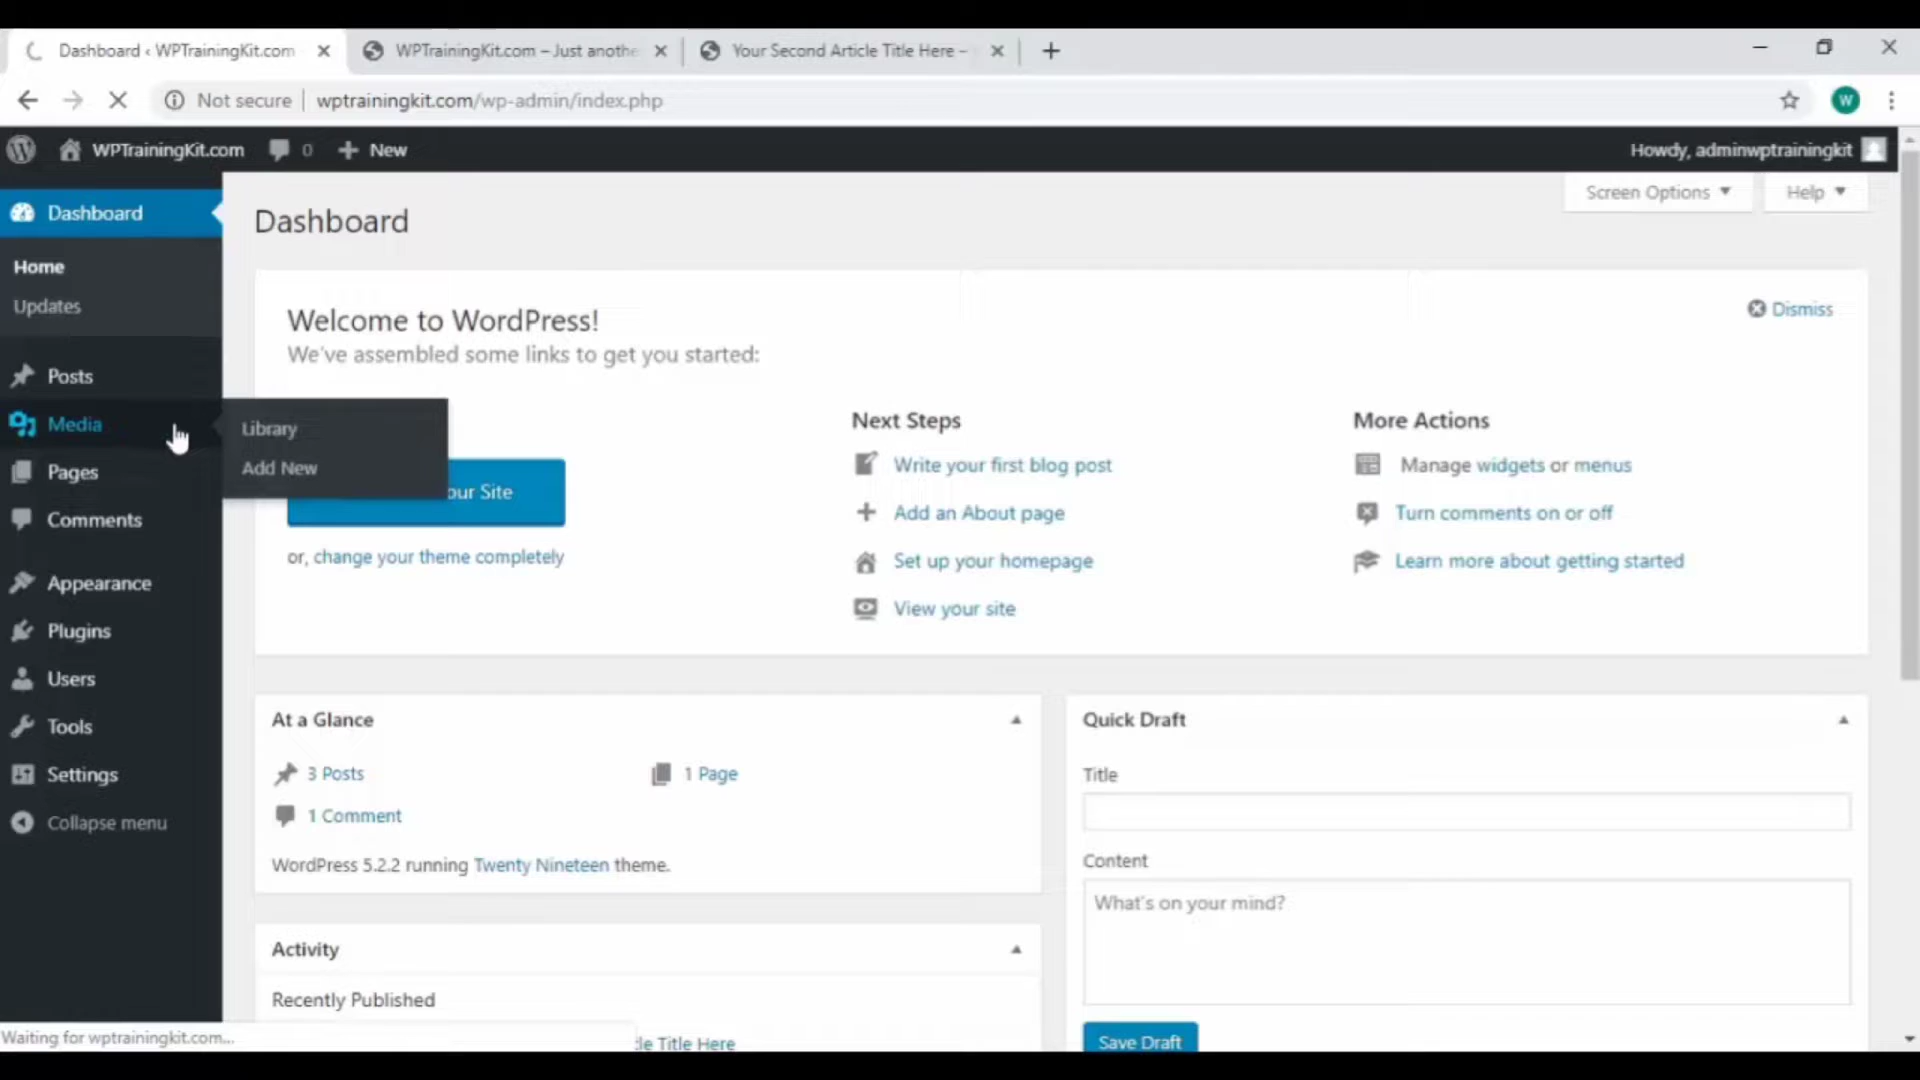 Dashboard ‹ WPTrainingKit.com
WPTrainingKit.com – Just anothe
Your Second Article Title Here –
Not secure
wptrainingkit.com/wp-admin/index.php
W
WPTrainingKit.com
0
New
Howdy, adminwptrainingkit
Dashboard
Home
Updates
Posts
Media
Pages
Comments
Appearance
Plugins
Users
Tools
Settings
Collapse menu
Library
Add New
Screen Options
Help
Dashboard
Welcome to WordPress!
We've assembled some links to get you started:
Dismiss
our Site
or, change your theme completely
Next Steps
Write your first blog post
Add an About page
Set up your homepage
View your site
More Actions
Manage widgets or menus
Turn comments on or off
Learn more about getting started
At a Glance
3 Posts
1 Page
1 Comment
WordPress 5.2.2 running Twenty Nineteen theme.
Activity
Recently Published
Title Here
Quick Draft
Title
Content
What's on your mind?
Save Draft
Waiting for wptrainingkit.com...